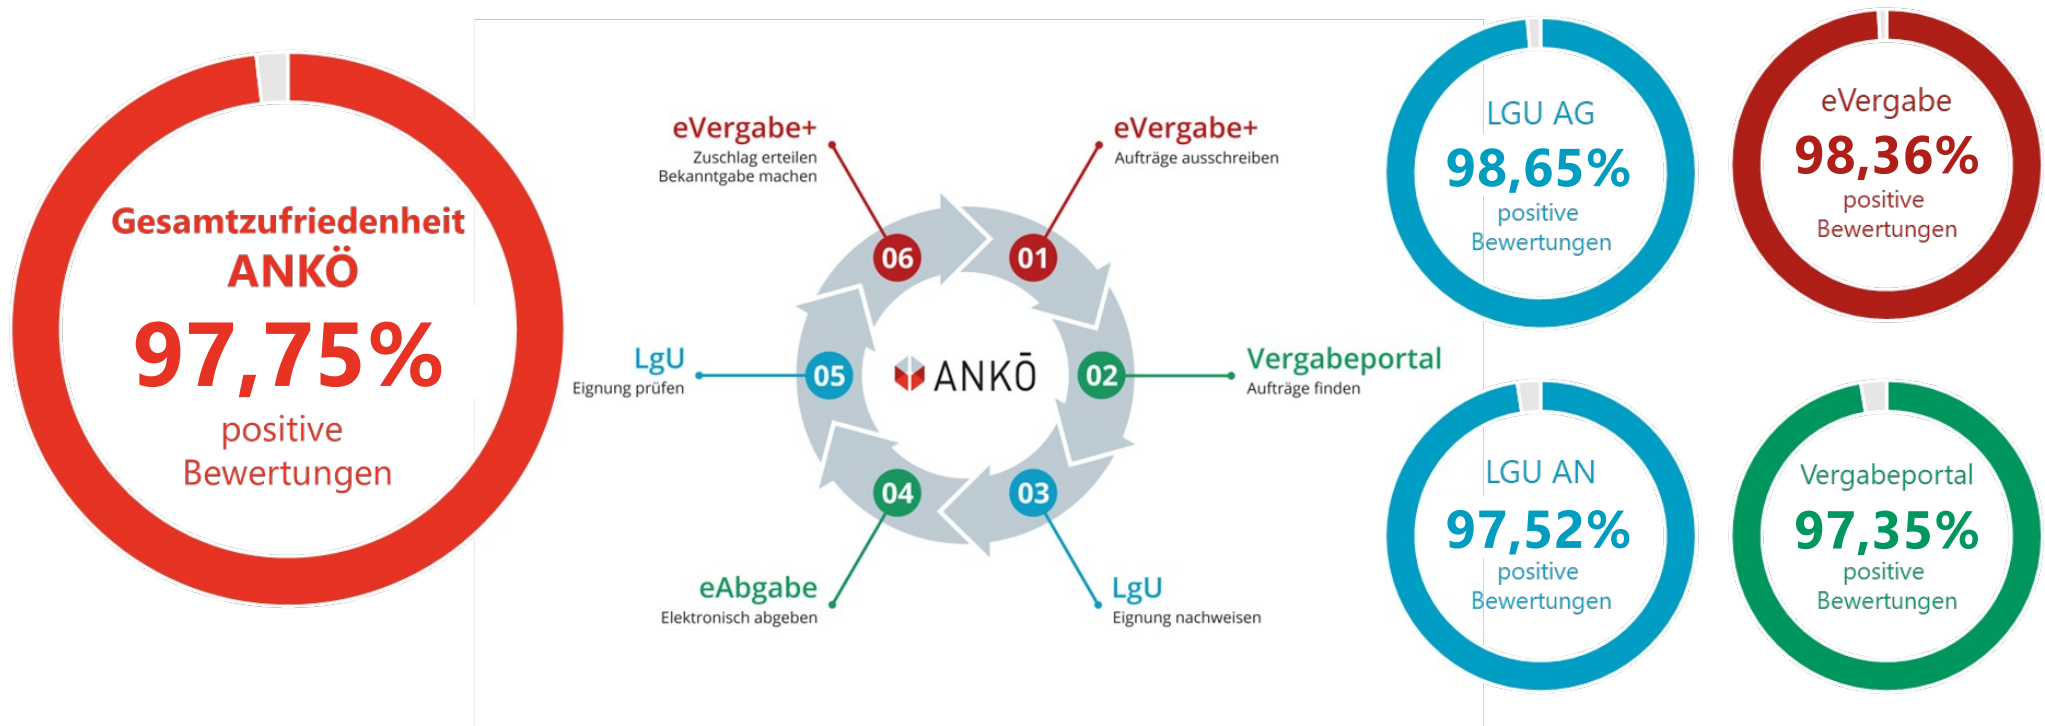 Gesamtzufriedenheit
ANKÖ
97,75%
positive
Bewertungen
eVergabe+
Zuschlag erteilen
Bekanntgabe machen
06
eVergabe+
Aufträge ausschreiben
01
Vergabeportal
Aufträge finden
02
LgU
Eignung nachweisen
03
eAbgabe
Elektronisch abgeben
04
LgU
Eignung prüfen
05
ANKŌ
LGU AG
98,65%
positive
Bewertungen
eVergabe
98,36%
positive
Bewertungen
LGU AN
97,52%
positive
Bewertungen
Vergabeportal
97,35%
positive
Bewertungen